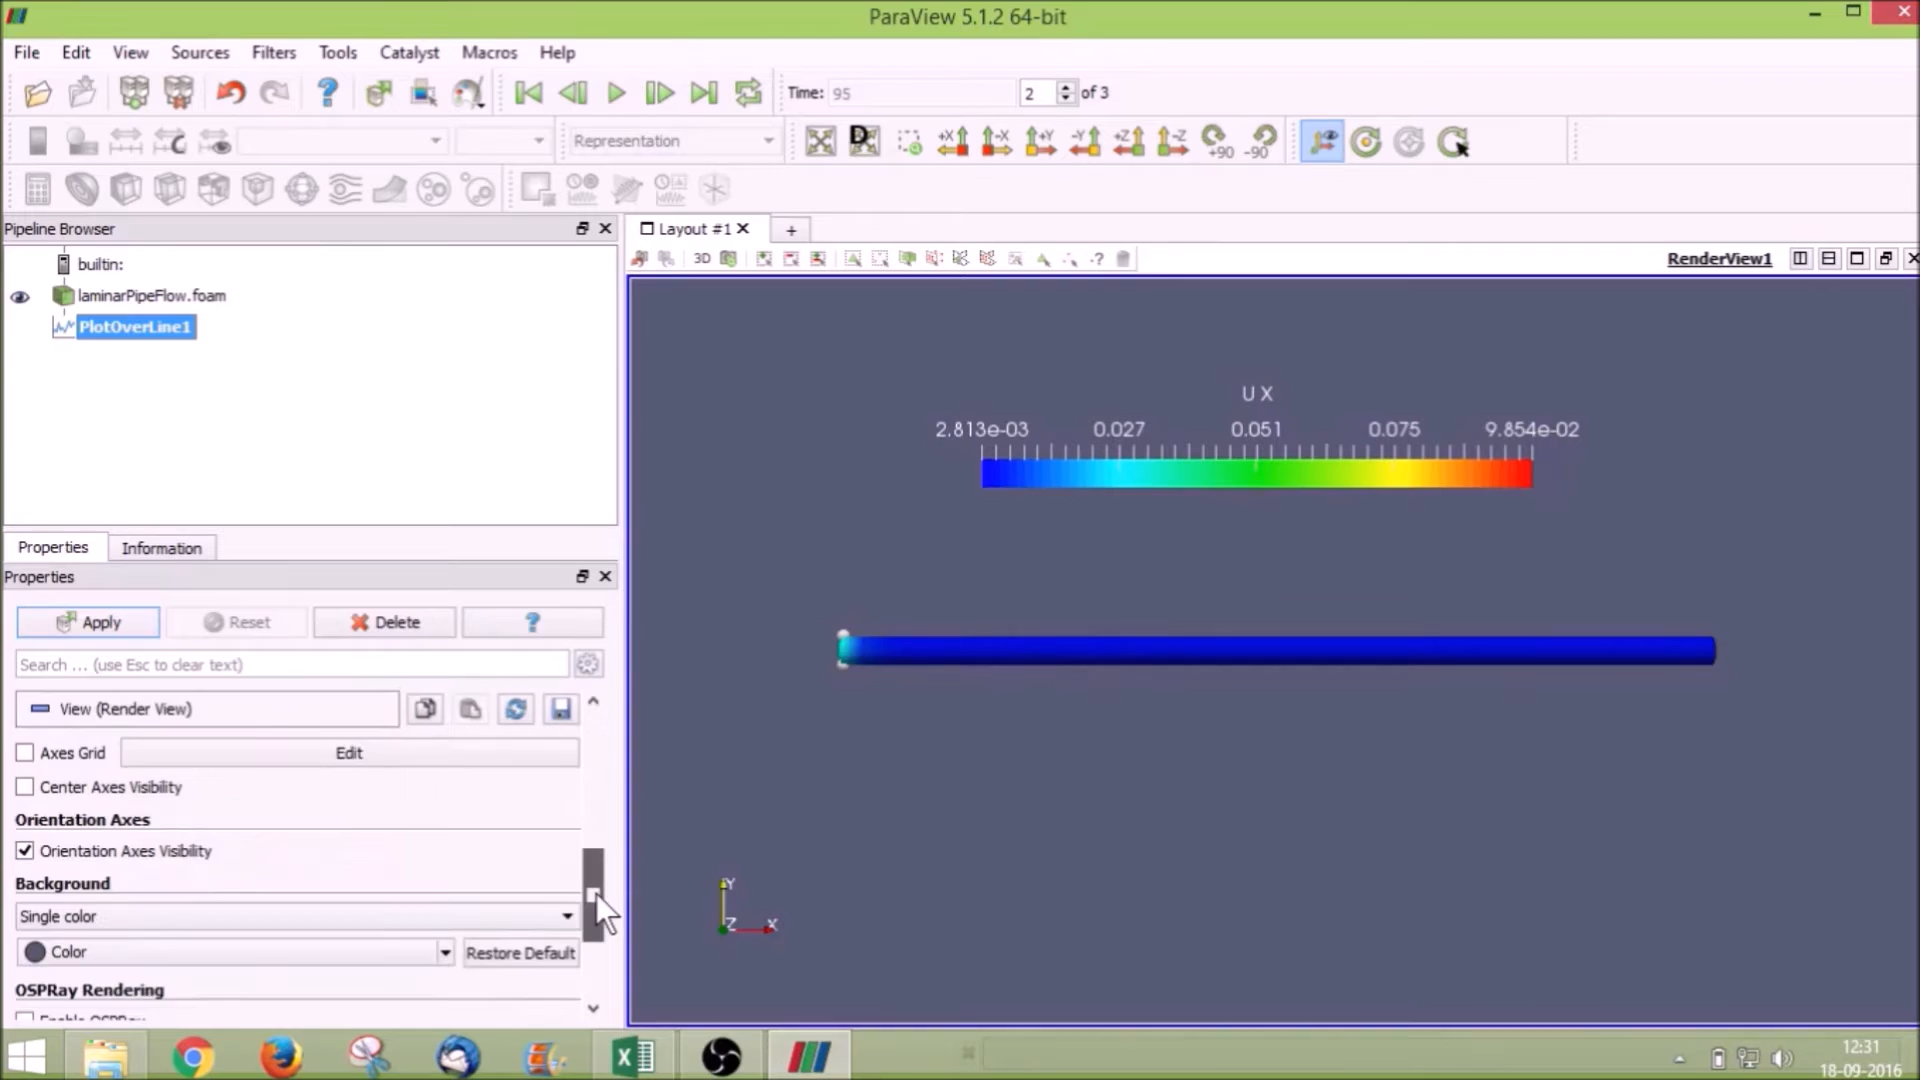 ParaView 5.1.2 64-bit
File Edit View Sources Filters Tools Catalyst Macros Help
Time: 95 2 of 3
Representation
+X -X +Y -Y +Z -Z +90 -90
Pipeline Browser
Layout #1
+
builtin:
3D
?
RenderView1
laminarPipeFlow.foam
PlotOverLine1
U X
2.813e-03 0.027 0.051 0.075 9.854e-02
Properties Information
Properties
Apply Reset Delete ?
Search ... (use Esc to clear text)
View (Render View)
Axes Grid Edit
Center Axes Visibility
Orientation Axes
Orientation Axes Visibility
Background
Single color
Color Restore Default
OSPRay Rendering
Enable OSPRay
Y
Z X
12:31
18-09-2016